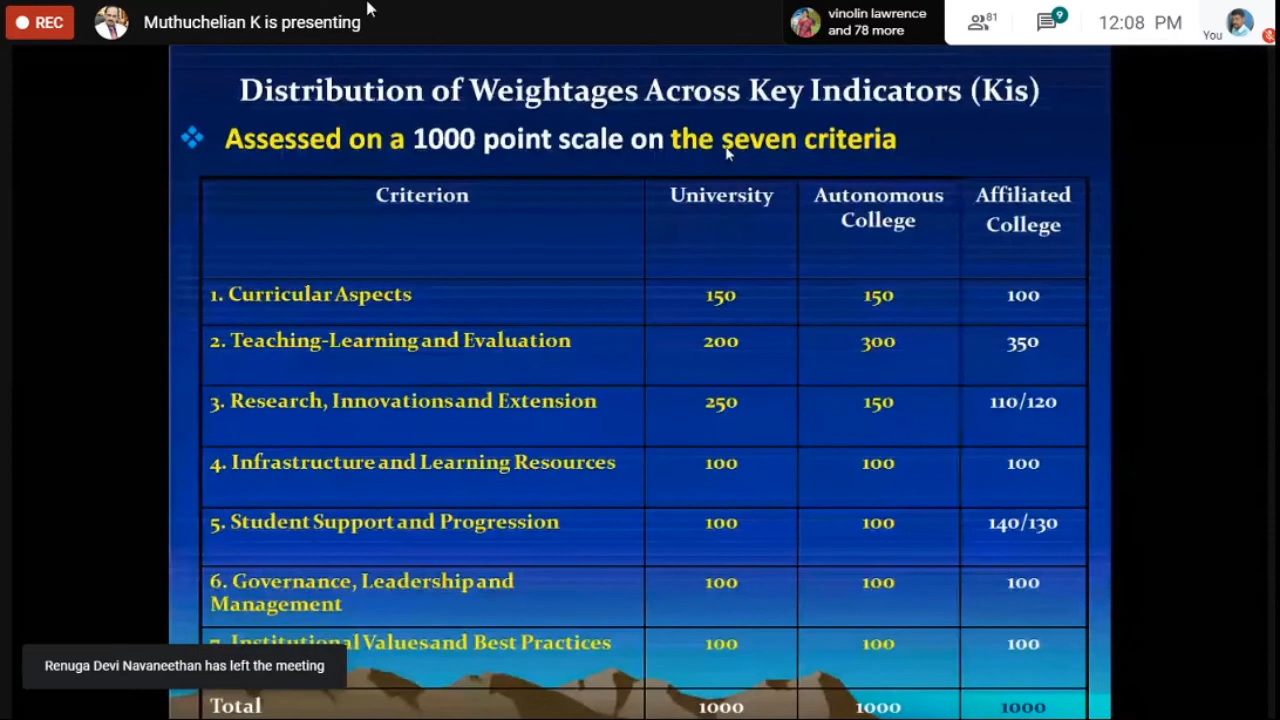 REC
Muthuchelian K is presenting
vinolin lawrence
and 78 more
81
9
12:08 PM
You
Distribution of Weightages Across Key Indicators (Kis)
Assessed on a 1000 point scale on the seven criteria
Criterion University Autonomous College Affiliated College
1. Curricular Aspects 150 150 100
2. Teaching-Learning and Evaluation 200 300 350
3. Research, Innovations and Extension 250 150 110/120
4. Infrastructure and Learning Resources 100 100 100
5. Student Support and Progression 100 100 140/130
6. Governance, Leadership and Management 100 100 100
7. Institutional Values and Best Practices 100 100 100
Renuga Devi Navaneethan has left the meeting
Total 1000 1000 1000